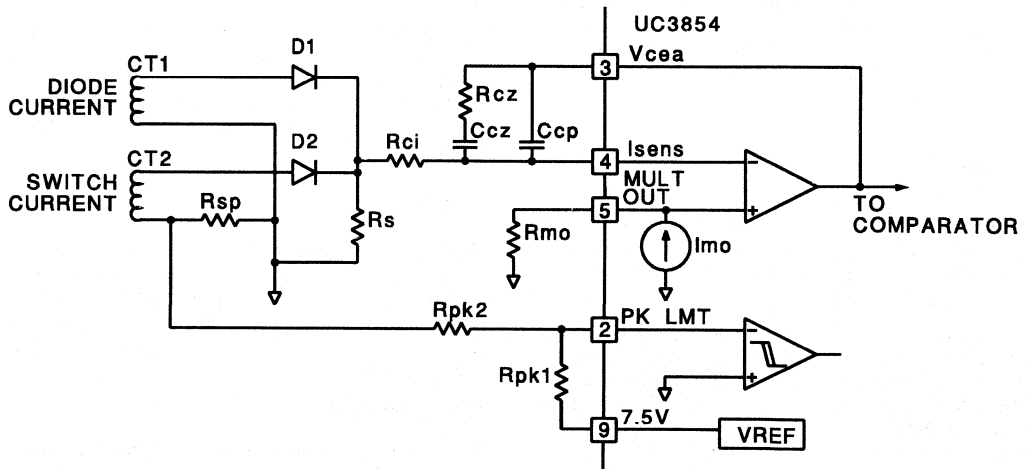 UC3854
D1
3
Vcea
CT1
DIODE
CURRENT
Rcz
Ccz
Ccp
D2
Rci
CT2
4
Isens
SWITCH
CURRENT
Rsp
Rs
MULT
OUT
5
Rmo
Imo
TO
COMPARATOR
Rpk2
2
PK LMT
Rpk1
9
7.5V
VREF
- 
+
-
+